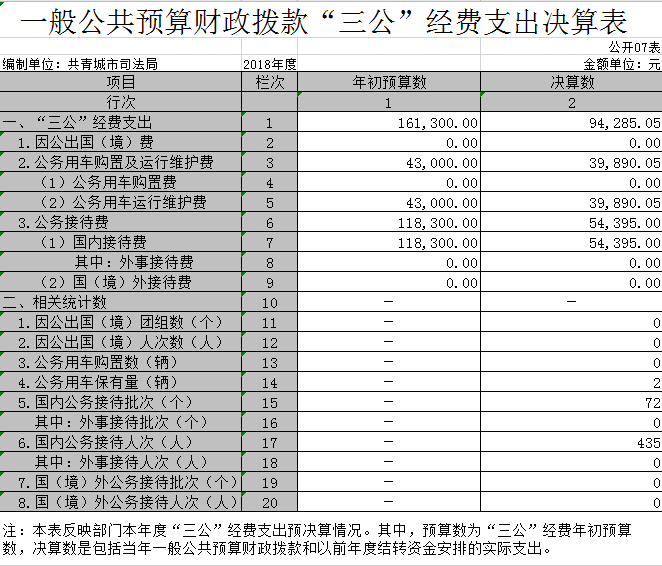 一般公共预算财政拨款“三公”经费支出决算表
公开07表
编制单位：共青城市司法局 2018年度 金额单位：元
项目 栏次 年初预算数 决算数
行次 1 2
一、“三公”经费支出 1 161,300.00 94,285.05
1.因公出国（境）费 2 0.00 0.00
2.公务用车购置及运行维护费 3 43,000.00 39,890.05
（1）公务用车购置费 4 0.00 0.00
（2）公务用车运行维护费 5 43,000.00 39,890.05
3.公务接待费 6 118,300.00 54,395.00
（1）国内接待费 7 118,300.00 54,395.00
其中：外事接待费 8 0.00 0.00
（2）国（境）外接待费 9 0.00 0.00
二、相关统计数 10 — —
1.因公出国（境）团组数（个） 11 — 0
2.因公出国（境）人次数（人） 12 — 0
3.公务用车购置数（辆） 13 — 0
4.公务用车保有量（辆） 14 — 2
5.国内公务接待批次（个） 15 — 72
其中：外事接待批次（个） 16 — 0
6.国内公务接待人次（人） 17 — 435
其中：外事接待人次（人） 18 — 0
7.国（境）外公务接待批次（个） 19 — 0
8.国（境）外公务接待人次（人） 20 — 0
注：本表反映部门本年度“三公”经费支出预决算情况。其中，预算数为“三公”经费年初预算
数，决算数是包括当年一般公共预算财政拨款和以前年度结转资金安排的实际支出。